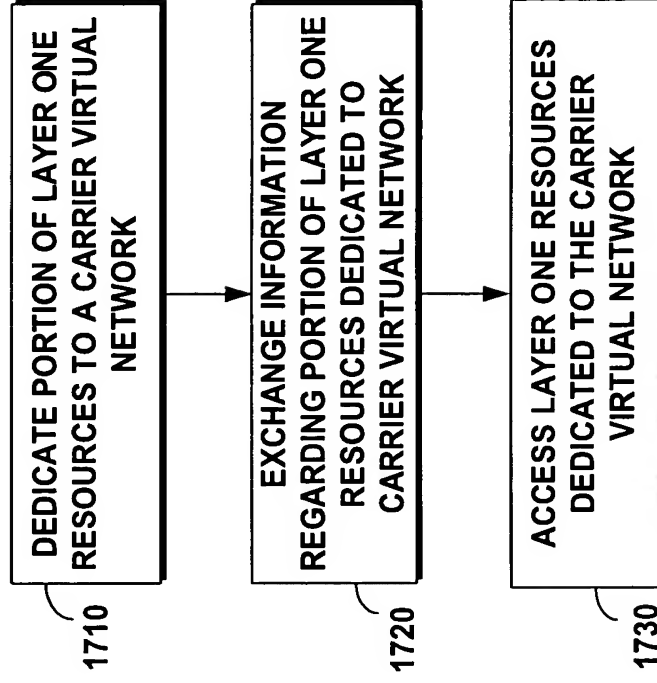 DEDICATE PORTION OF LAYER ONE
RESOURCES TO A CARRIER VIRTUAL
NETWORK
1710
EXCHANGE INFORMATION
REGARDING PORTION OF LAYER ONE
RESOURCES DEDICATED TO
CARRIER VIRTUAL NETWORK
1720
ACCESS LAYER ONE RESOURCES
DEDICATED TO THE CARRIER
VIRTUAL NETWORK
1730